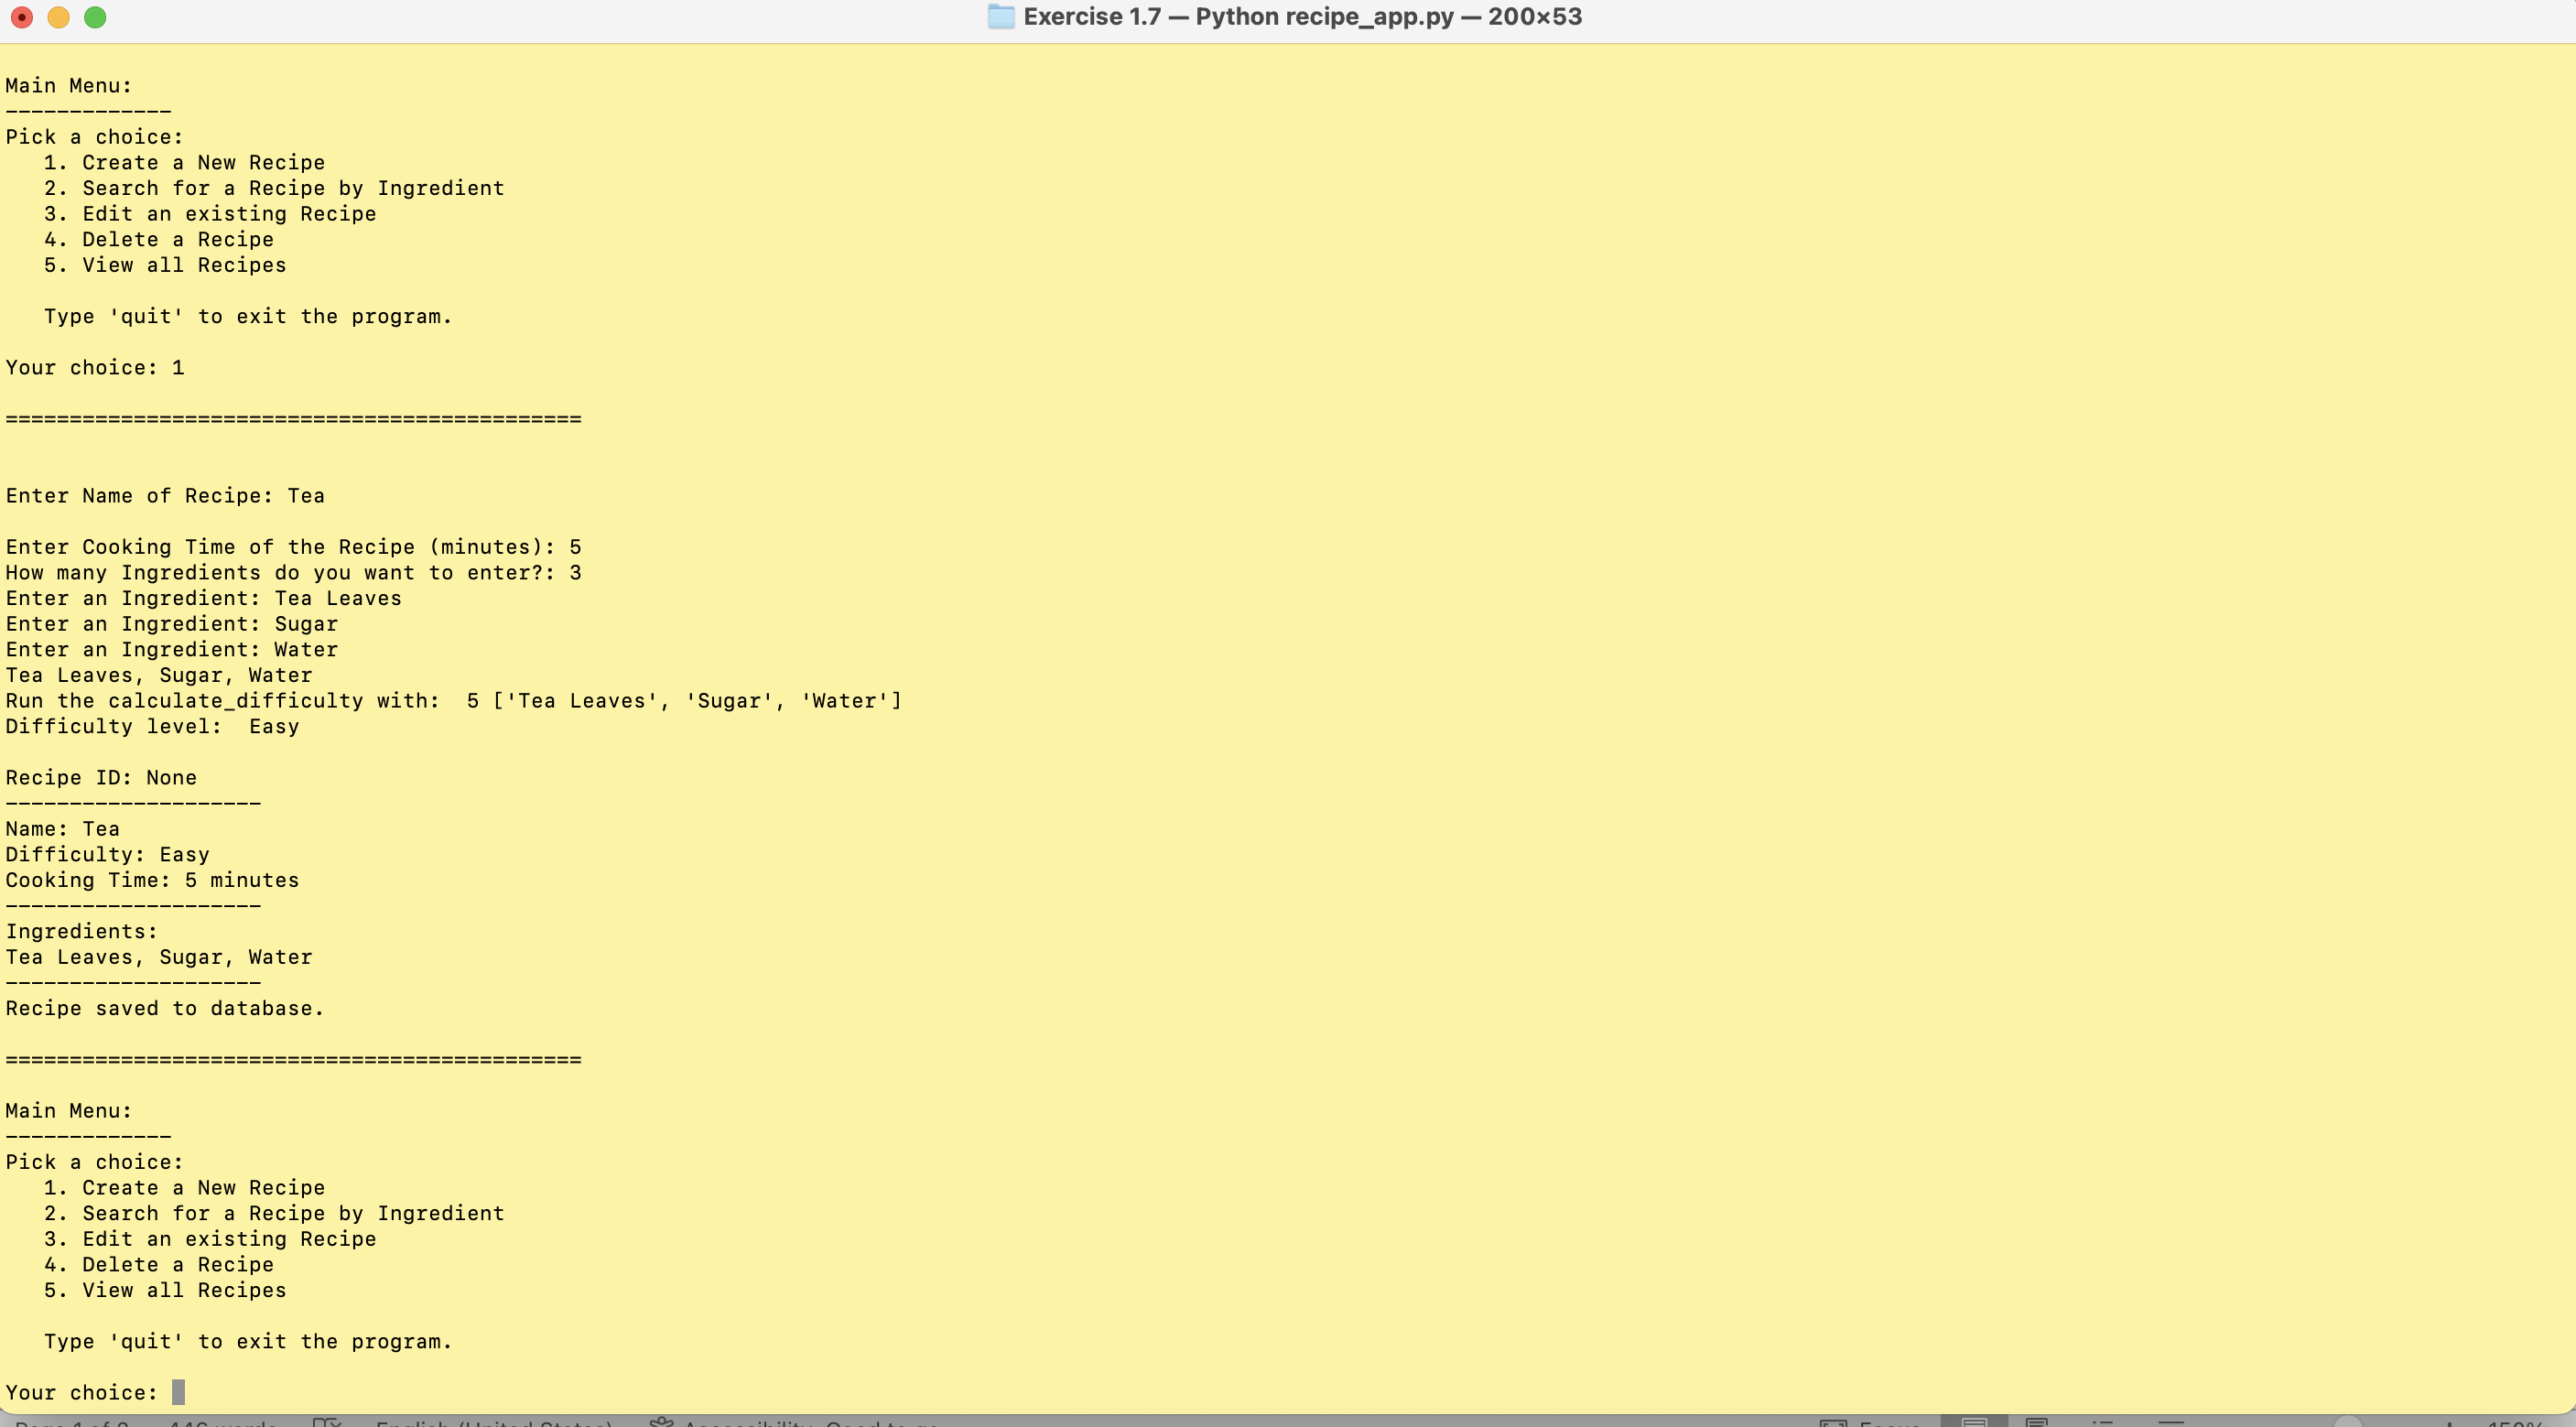 Exercise 1.7 — Python recipe_app.py — 200×53
Main Menu:
-------------
Pick a choice:
   1. Create a New Recipe
   2. Search for a Recipe by Ingredient
   3. Edit an existing Recipe
   4. Delete a Recipe
   5. View all Recipes
   Type 'quit' to exit the program.
Your choice: 1
=============================================
Enter Name of Recipe: Tea
Enter Cooking Time of the Recipe (minutes): 5
How many Ingredients do you want to enter?: 3
Enter an Ingredient: Tea Leaves
Enter an Ingredient: Sugar
Enter an Ingredient: Water
Tea Leaves, Sugar, Water
Run the calculate_difficulty with:  5 ['Tea Leaves', 'Sugar', 'Water']
Difficulty level:  Easy
Recipe ID: None
--------------------
Name: Tea
Difficulty: Easy
Cooking Time: 5 minutes
--------------------
Ingredients:
Tea Leaves, Sugar, Water
--------------------
Recipe saved to database.
=============================================
Main Menu:
-------------
Pick a choice:
   1. Create a New Recipe
   2. Search for a Recipe by Ingredient
   3. Edit an existing Recipe
   4. Delete a Recipe
   5. View all Recipes
   Type 'quit' to exit the program.
Your choice: